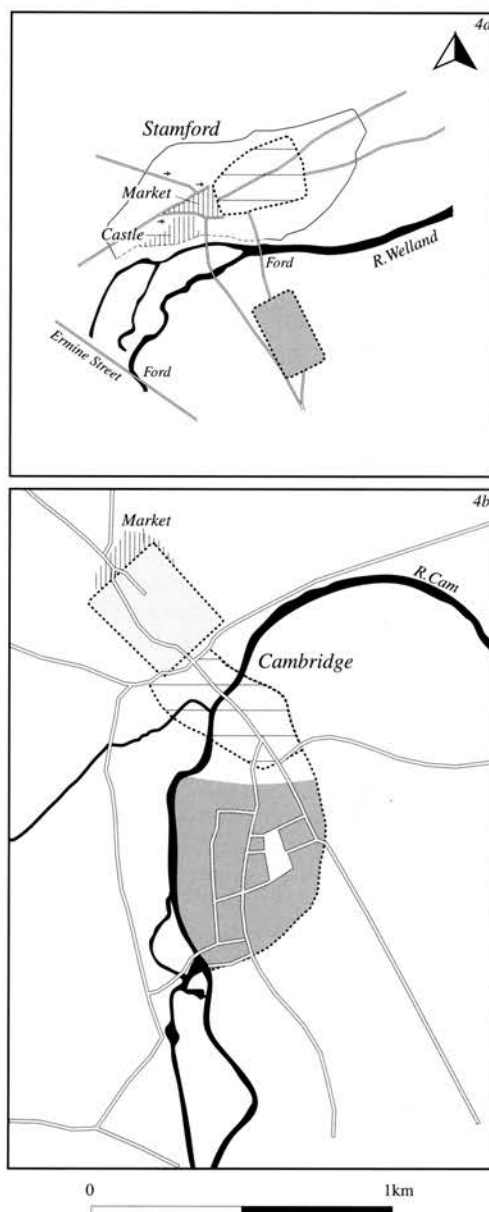 4a
Stamford
Market
Castle
Ford
R.Welland
Ermine Street
Ford
4b
Market
R.Cam
Cambridge
0 1km